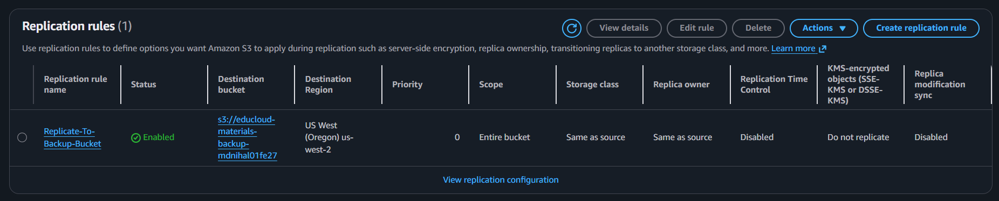 Replication rules (1)
View details
Edit rule
Delete
Actions
Create replication rule
Use replication rules to define options you want Amazon S3 to apply during replication such as server-side encryption, replica ownership, transitioning replicas to another storage class, and more. Learn more
Replication rule
name
Status
Destination
bucket
Destination
Region
Priority
Scope
Storage class
Replica owner
Replication Time
Control
KMS-encrypted
objects (SSE-
KMS or DSSE-
KMS)
Replica
modification
sync
Replicate-To-
Backup-Bucket
Enabled
s3://educloud-
materials-
backup-
mdnihal01fe27
US West
(Oregon) us-
west-2
0
Entire bucket
Same as source
Same as source
Disabled
Do not replicate
Disabled
View replication configuration